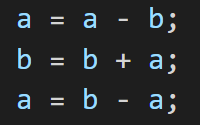 a = a - b;
b = b + a;
a = b - a;